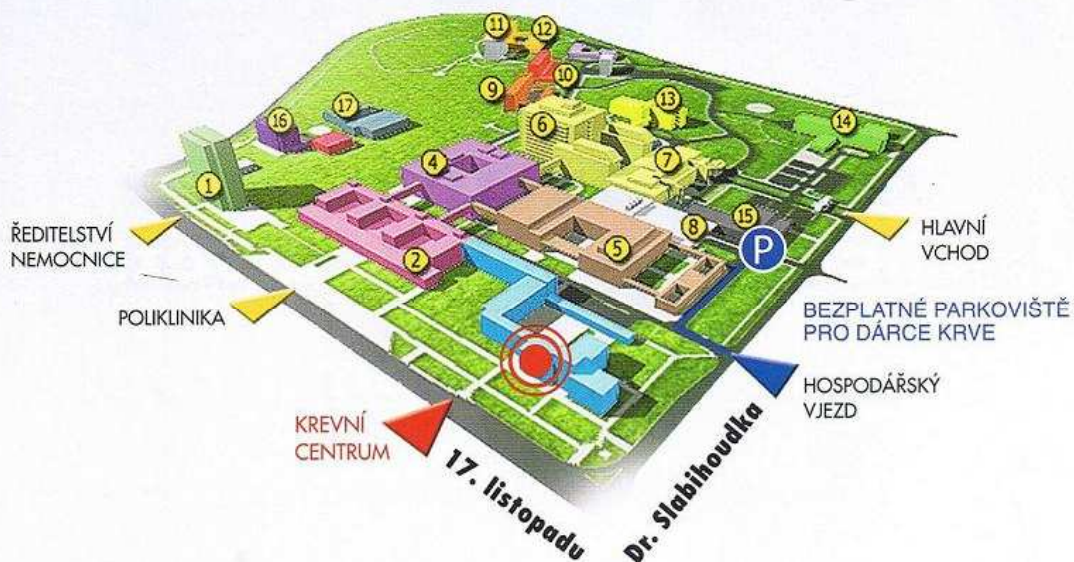 11
12
10
9
13
14
17
16
6
4
7
1
15
8
5
2
P
ŘEDITELSTVÍ
NEMOCNICE
HLAVNÍ
VCHOD
POLIKLINIKA
BEZPLATNÉ PARKOVIŠTĚ
PRO DÁRCE KRVE
HOSPODÁŘSKÝ
VJEZD
KREVNÍ
CENTRUM
17. listopadu
Dr. Slabihoudka